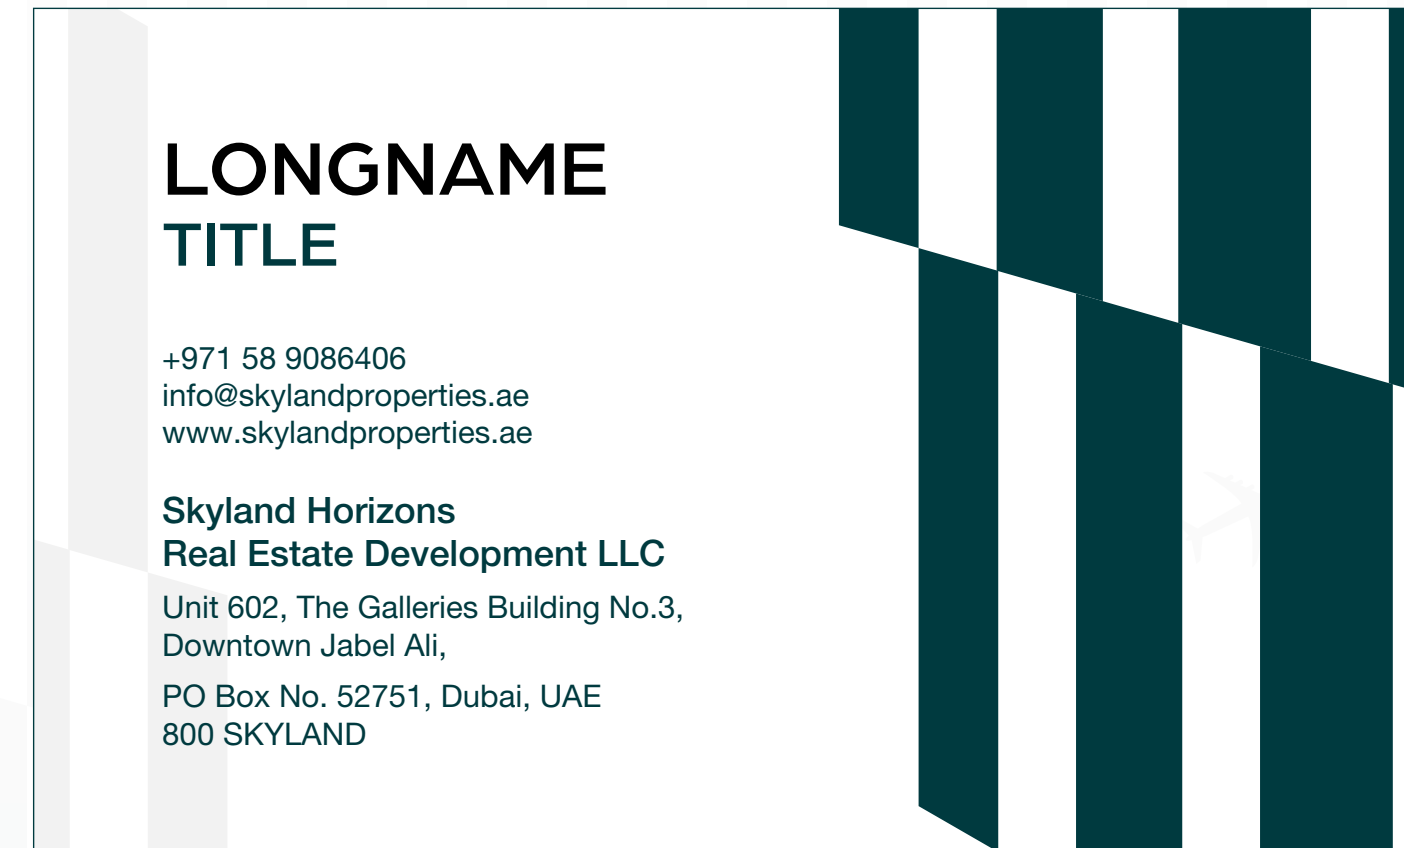 LONGNAME
TITLE
+971 58 9086406
info@skylandproperties.ae
www.skylandproperties.ae
Skyland Horizons
Real Estate Development LLC
Unit 602, The Galleries Building No.3,
Downtown Jabel Ali,
PO Box No. 52751, Dubai, UAE
800 SKYLAND